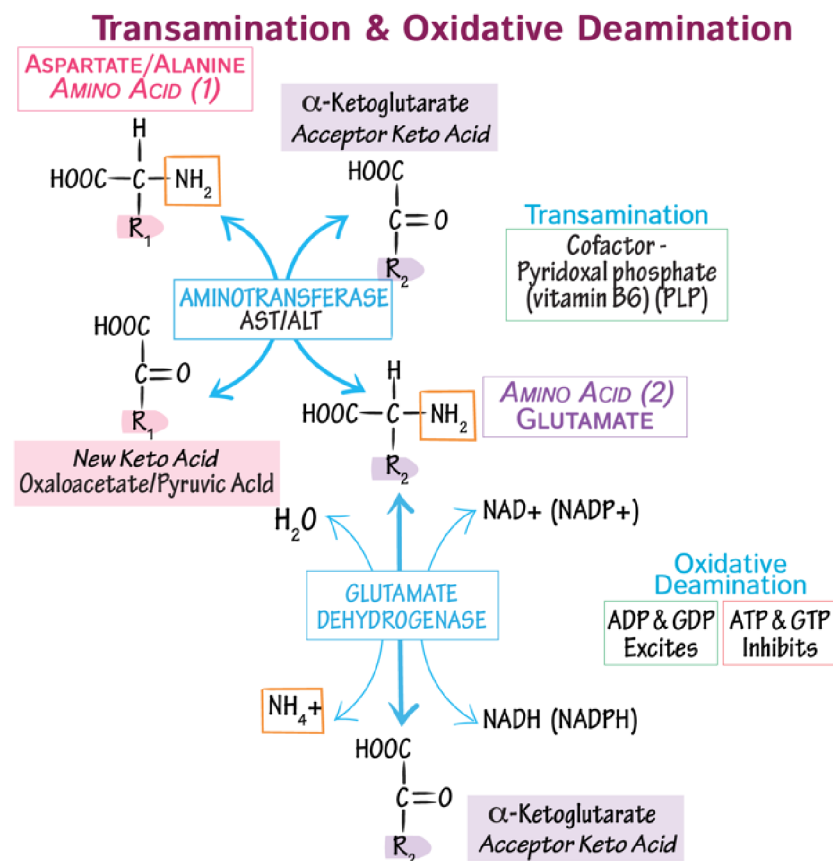 Transamination & Oxidative Deamination
ASPARTATE/ALANINE
AMINO ACID (1)
α-Ketoglutarate
Acceptor Keto Acid
H
HOOC-C-NH₂
R₁
HOOC
C=O
R₂
Transamination
Cofactor -
Pyridoxal phosphate
(vitamin B6) (PLP)
AMINOTRANSFERASE
AST/ALT
HOOC
C=O
R₁
New Keto Acid
Oxaloacetate/Pyruvic Acid
H
HOOC-C-NH₂
R₂
AMINO ACID (2)
GLUTAMATE
H₂O
NAD+ (NADP+)
GLUTAMATE
DEHYDROGENASE
Oxidative
Deamination
ADP & GDP
Excites
ATP & GTP
Inhibits
NH₄+
NADH (NADPH)
HOOC
C=O
R₂
α-Ketoglutarate
Acceptor Keto Acid